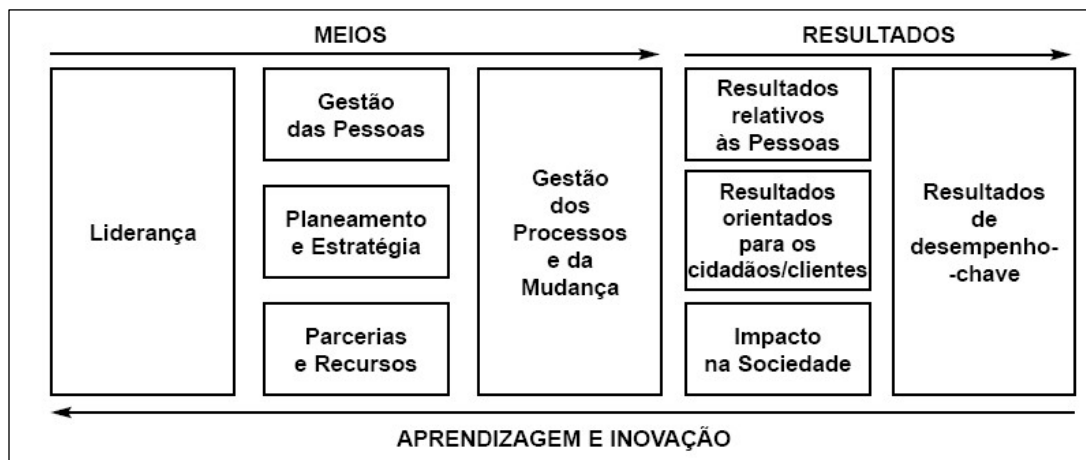 MEIOS
RESULTADOS
Liderança
Gestão
das Pessoas
Planeamento
e Estratégia
Parcerias
e Recursos
Gestão
dos
Processos
e da
Mudança
Resultados
relativos
às Pessoas
Resultados
orientados
para os
cidadãos/clientes
Impacto
na Sociedade
Resultados
de
desempenho-
-chave
APRENDIZAGEM E INOVAÇÃO